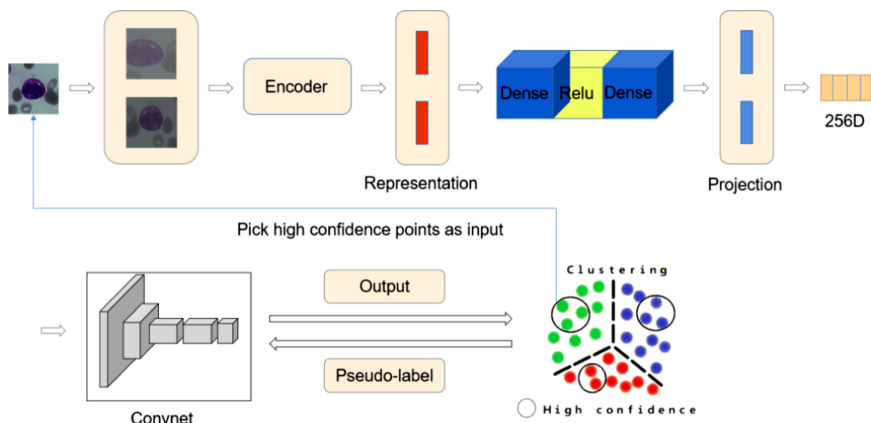 Encoder
Dense
Relu
Dense
256D
Representation
Projection
Pick high confidence points as input
Clustering
Output
Pseudo-label
Convnet
High confidence